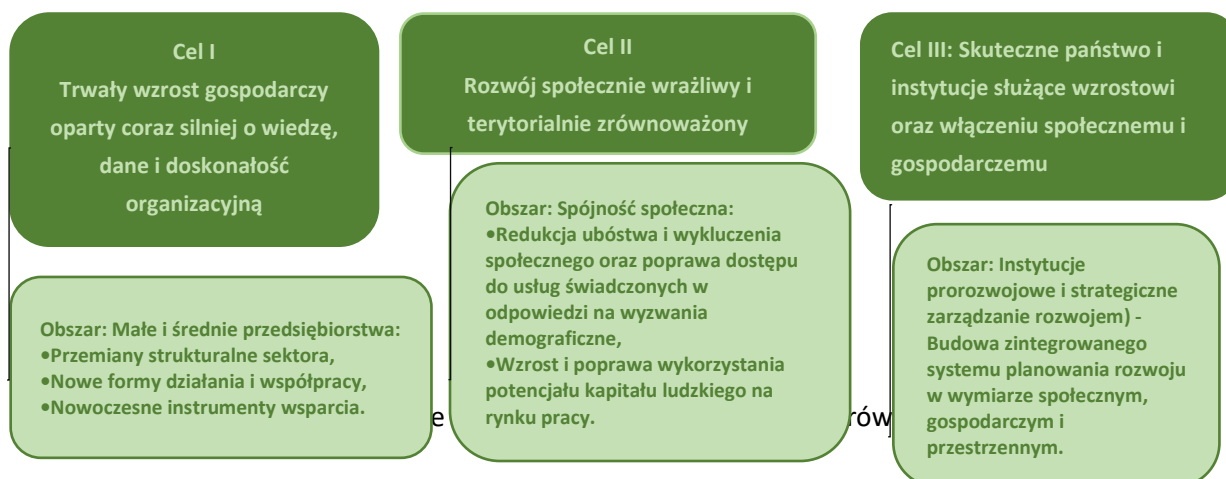 Cel I
Trwały wzrost gospodarczy
oparty coraz silniej o wiedzę,
dane i doskonałość
organizacyjną
Obszar: Małe i średnie przedsiębiorstwa:
•Przemiany strukturalne sektora,
•Nowe formy działania i współpracy,
•Nowoczesne instrumenty wsparcia.
Cel II
Rozwój społecznie wrażliwy i
terytorialnie zrównoważony
Obszar: Spójność społeczna:
•Redukcja ubóstwa i wykluczenia
społecznego oraz poprawa dostępu
do usług świadczonych w
odpowiedzi na wyzwania
demograficzne,
•Wzrost i poprawa wykorzystania
potencjału kapitału ludzkiego na
rynku pracy.
Cel III: Skuteczne państwo i
instytucje służące wzrostowi
oraz włączeniu społecznemu i
gospodarczemu
Obszar: Instytucje
prorozwojowe i strategiczne
zarządzanie rozwojem) -
Budowa zintegrowanego
systemu planowania rozwoju
w wymiarze społecznym,
gospodarczym i
przestrzennym.